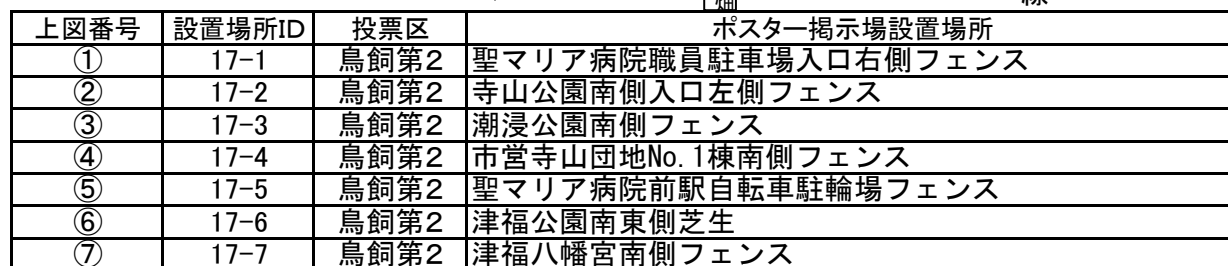 畑
上図番号 設置場所ID 投票区 ポスター掲示場設置場所
① 17-1 鳥飼第2 聖マリア病院職員駐車場入口右側フェンス
② 17-2 鳥飼第2 寺山公園南側入口左側フェンス
③ 17-3 鳥飼第2 潮浸公園南側フェンス
④ 17-4 鳥飼第2 市営寺山団地No.1棟南側フェンス
⑤ 17-5 鳥飼第2 聖マリア病院前駅自転車駐輪場フェンス
⑥ 17-6 鳥飼第2 津福公園南東側芝生
⑦ 17-7 鳥飼第2 津福八幡宮南側フェンス